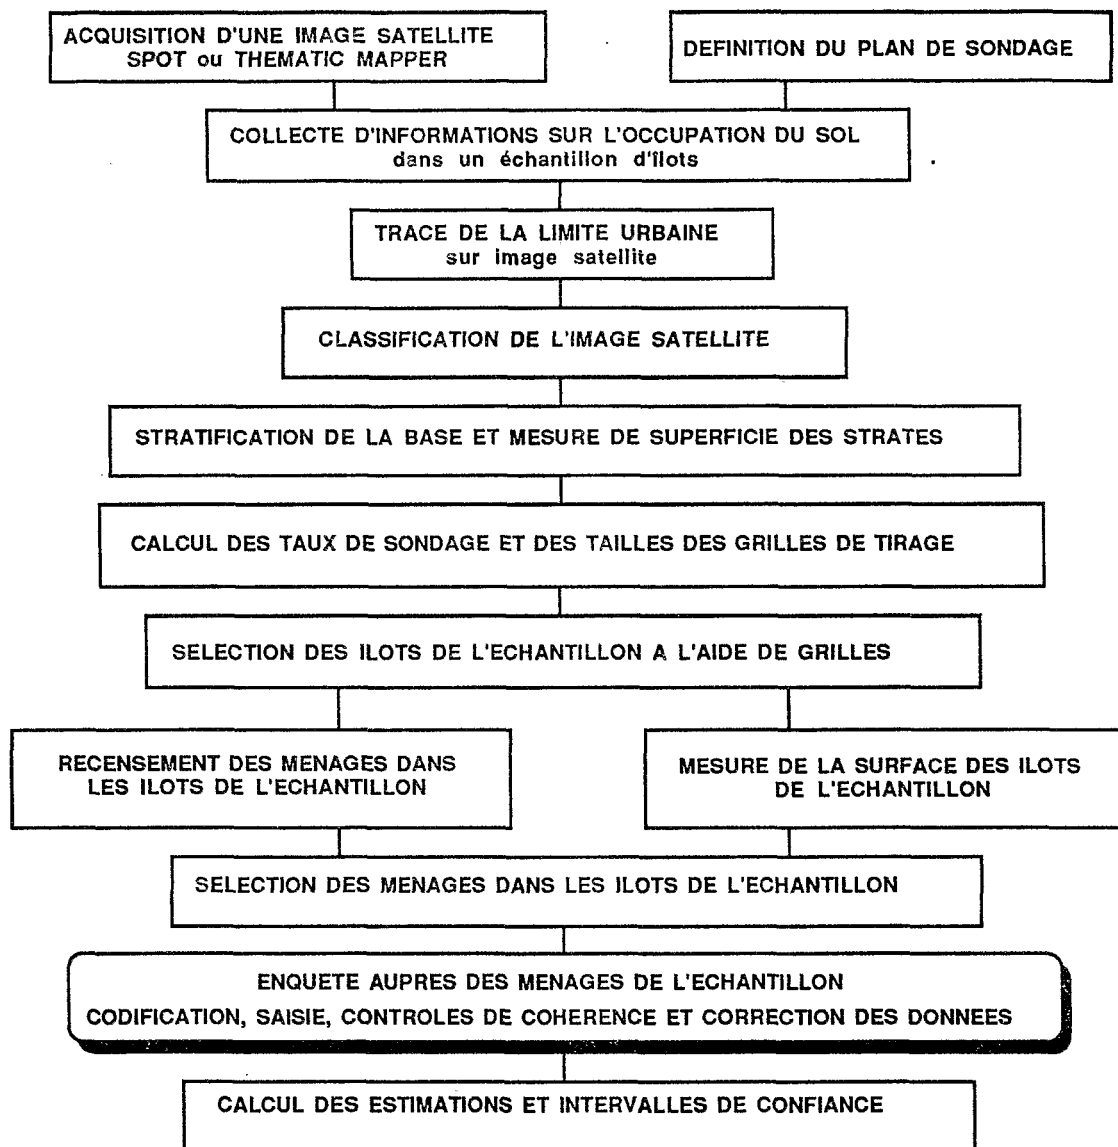 ACQUISITION D'UNE IMAGE SATELLITE
SPOT ou THEMATIC MAPPER
DEFINITION DU PLAN DE SONDAGE
COLLECTE D'INFORMATIONS SUR L'OCCUPATION DU SOL
dans un échantillon d'îlots
TRACE DE LA LIMITE URBAINE
sur image satellite
CLASSIFICATION DE L'IMAGE SATELLITE
STRATIFICATION DE LA BASE ET MESURE DE SUPERFICIE DES STRATES
CALCUL DES TAUX DE SONDAGE ET DES TAILLES DES GRILLES DE TIRAGE
SELECTION DES ILOTS DE L'ECHANTILLON A L'AIDE DE GRILLES
RECENSEMENT DES MENAGES DANS
LES ILOTS DE L'ECHANTILLON
MESURE DE LA SURFACE DES ILOTS
DE L'ECHANTILLON
SELECTION DES MENAGES DANS LES ILOTS DE L'ECHANTILLON
ENQUETE AUPRES DES MENAGES DE L'ECHANTILLON
CODIFICATION, SAISIE, CONTROLES DE COHERENCE ET CORRECTION DES DONNEES
CALCUL DES ESTIMATIONS ET INTERVALLES DE CONFIANCE